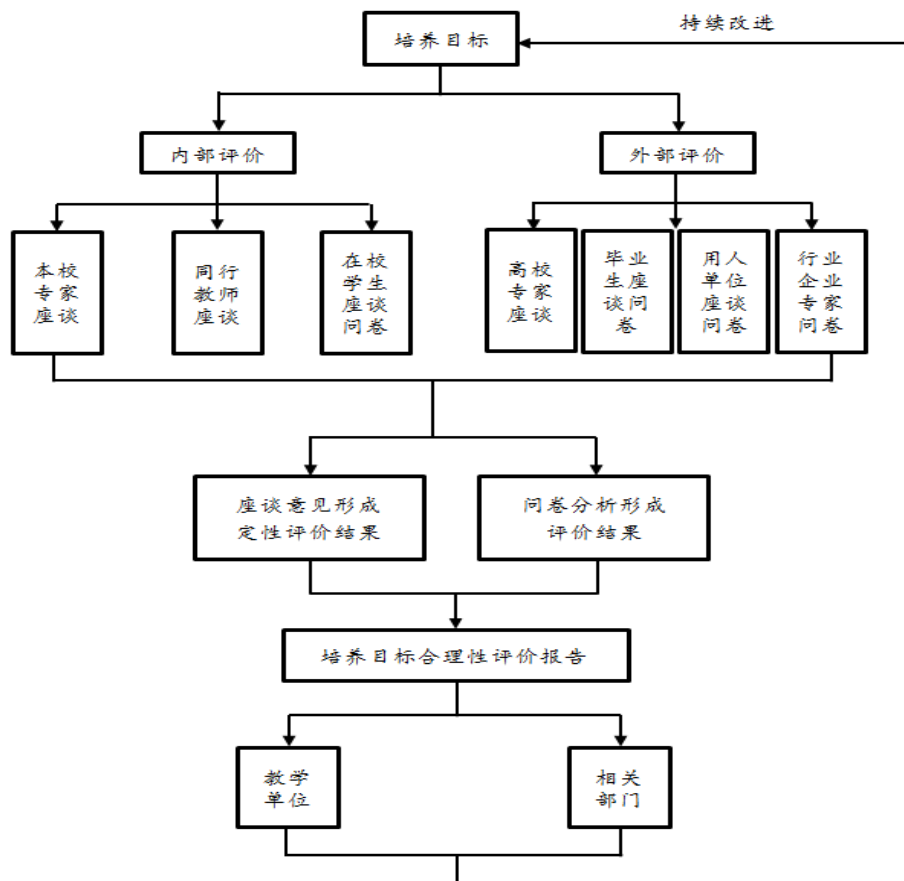 持续改进
培养目标
内部评价
外部评价
本校
专家
座谈
同行
教师
座谈
在校
学生
座谈
问卷
高校
专家
座谈
毕业
生座
谈问
卷
用人
单位
座谈
问卷
行业
企业
专家
问卷
座谈意见形成
定性评价结果
问卷分析形成
评价结果
培养目标合理性评价报告
教学
单位
相关
部门